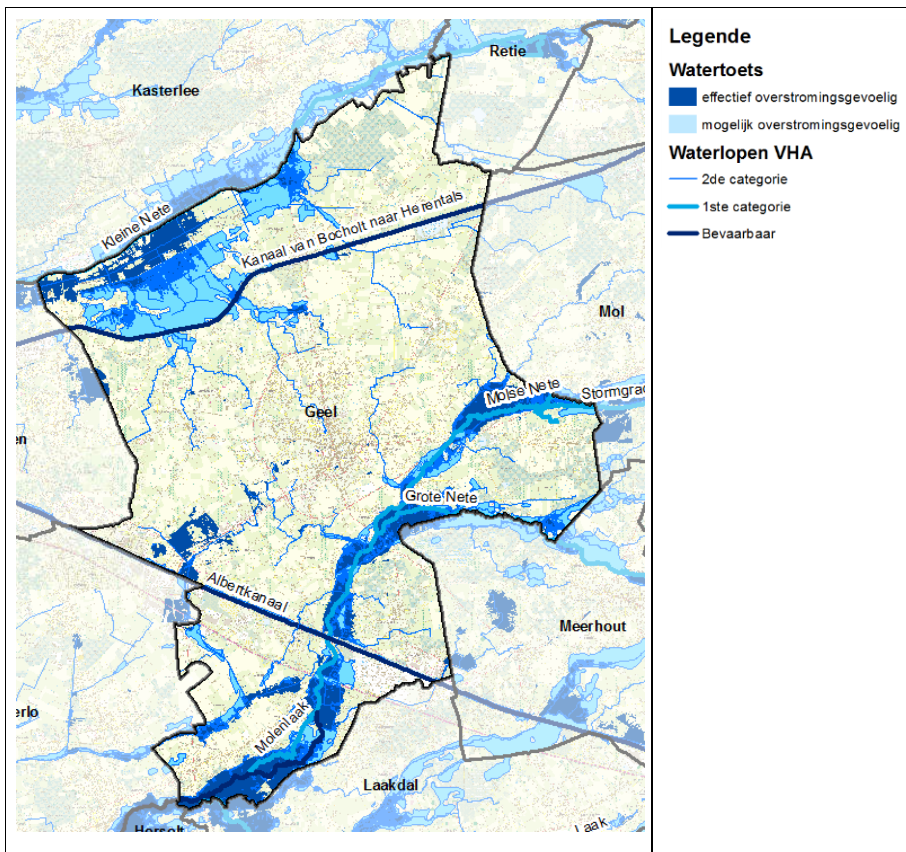 Legende
Watertoets
effectief overstromingsgevoelig
mogelijk overstromingsgevoelig
Waterlopen VHA
2de categorie
1ste categorie
Bevaarbaar
Retie
Kasterlee
Kleine Nete
Kanaal van Bocholt naar Herentals
Mol
Molse Nete
Stormgrac
Geel
en
Grote Nete
Albertkanaal
Meerhout
erlo
Molenlaak
Laakdal
Laak
Herselt